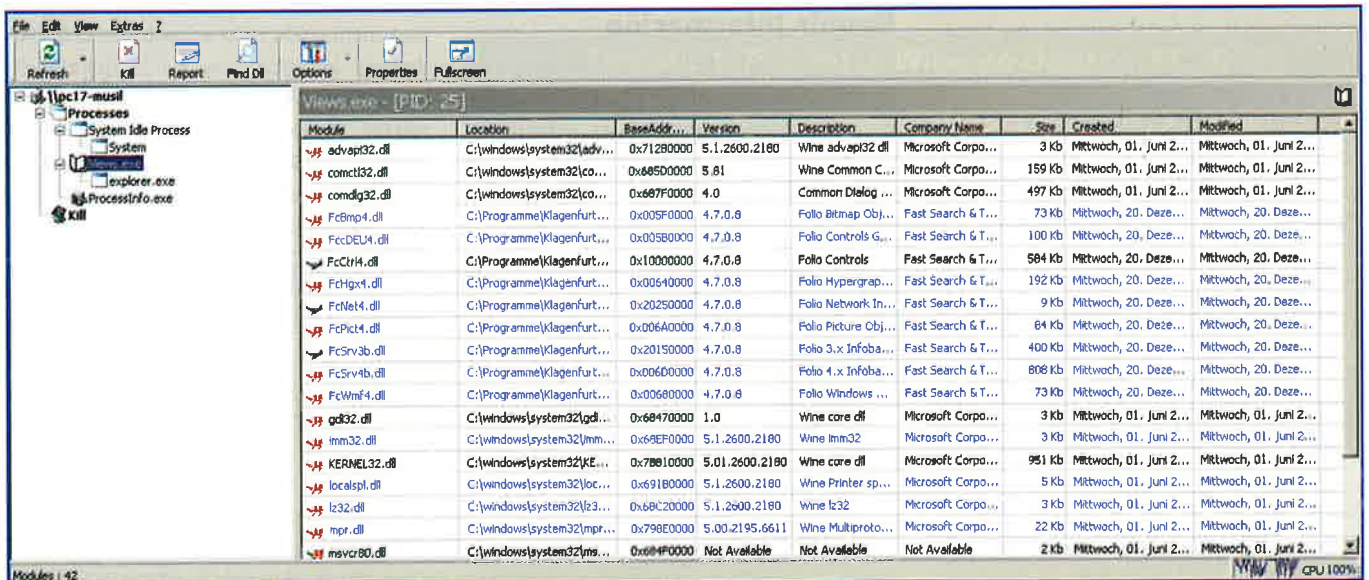 File Edit View Extras ?
Refresh Kill Report Find Dll Options Properties Fullscreen
\\pc17-musil
Processes
System Idle Process
System
Views.exe
explorer.exe
ProcessInfo.exe
Kill
Views.exe - [PID: 25]
Module Location BaseAddr... Version Description Company Name Size Created Modified
advapi32.dll C:\windows\system32\adv... 0x71280000 5.1.2600.2180 Wine advapi32 dll Microsoft Corpo... 3 Kb Mittwoch, 01. Juni 2... Mittwoch, 01. Juni 2...
comctl32.dll C:\windows\system32\co... 0x685D0000 5.81 Wine Common C... Microsoft Corpo... 159 Kb Mittwoch, 01. Juni 2... Mittwoch, 01. Juni 2...
comdlg32.dll C:\windows\system32\co... 0x687F0000 4.0 Common Dialog ... Microsoft Corpo... 497 Kb Mittwoch, 01. Juni 2... Mittwoch, 01. Juni 2...
FcBmp4.dll C:\Programme\Klagenfurt... 0x005F0000 4.7.0.8 Folio Bitmap Obj... Fast Search & T... 73 Kb Mittwoch, 20. Deze... Mittwoch, 20. Deze...
FccDEU4.dll C:\Programme\Klagenfurt... 0x005B0000 4.7.0.8 Folio Controls G... Fast Search & T... 100 Kb Mittwoch, 20. Deze... Mittwoch, 20. Deze...
FcCtrl4.dll C:\Programme\Klagenfurt... 0x10000000 4.7.0.8 Folio Controls Fast Search & T... 584 Kb Mittwoch, 20. Deze... Mittwoch, 20. Deze...
FcHgx4.dll C:\Programme\Klagenfurt... 0x00640000 4.7.0.8 Folio Hypergrap... Fast Search & T... 192 Kb Mittwoch, 20. Deze... Mittwoch, 20. Deze...
FcNet4.dll C:\Programme\Klagenfurt... 0x20250000 4.7.0.8 Folio Network In... Fast Search & T... 9 Kb Mittwoch, 20. Deze... Mittwoch, 20. Deze...
FcPict4.dll C:\Programme\Klagenfurt... 0x006A0000 4.7.0.8 Folio Picture Obj... Fast Search & T... 84 Kb Mittwoch, 20. Deze... Mittwoch, 20. Deze...
FcSrv3b.dll C:\Programme\Klagenfurt... 0x20150000 4.7.0.8 Folio 3.x Infoba... Fast Search & T... 400 Kb Mittwoch, 20. Deze... Mittwoch, 20. Deze...
FcSrv4b.dll C:\Programme\Klagenfurt... 0x006D0000 4.7.0.8 Folio 4.x Infoba... Fast Search & T... 808 Kb Mittwoch, 20. Deze... Mittwoch, 20. Deze...
FcWmf4.dll C:\Programme\Klagenfurt... 0x00680000 4.7.0.8 Folio Windows ... Fast Search & T... 73 Kb Mittwoch, 20. Deze... Mittwoch, 20. Deze...
gdi32.dll C:\windows\system32\gdi... 0x68470000 1.0 Wine core dll Microsoft Corpo... 3 Kb Mittwoch, 01. Juni 2... Mittwoch, 01. Juni 2...
imm32.dll C:\windows\system32\imm... 0x68EF0000 5.1.2600.2180 Wine Imm32 Microsoft Corpo... 3 Kb Mittwoch, 01. Juni 2... Mittwoch, 01. Juni 2...
KERNEL32.dll C:\windows\system32\KE... 0x7B810000 5.01.2600.2180 Wine core dll Microsoft Corpo... 951 Kb Mittwoch, 01. Juni 2... Mittwoch, 01. Juni 2...
localspl.dll C:\windows\system32\loc... 0x691B0000 5.1.2600.2180 Wine Printer sp... Microsoft Corpo... 5 Kb Mittwoch, 01. Juni 2... Mittwoch, 01. Juni 2...
lz32.dll C:\windows\system32\lz3... 0x68C20000 5.1.2600.2180 Wine lz32 Microsoft Corpo... 3 Kb Mittwoch, 01. Juni 2... Mittwoch, 01. Juni 2...
mpr.dll C:\windows\system32\mpr... 0x798E0000 5.00.2195.6611 Wine Multiproto... Microsoft Corpo... 22 Kb Mittwoch, 01. Juni 2... Mittwoch, 01. Juni 2...
msvcr80.dll C:\windows\system32\ms... 0x684F0000 Not Available Not Available Not Available 2 Kb Mittwoch, 01. Juni 2... Mittwoch, 01. Juni 2...
Modules : 42 CPU 100%